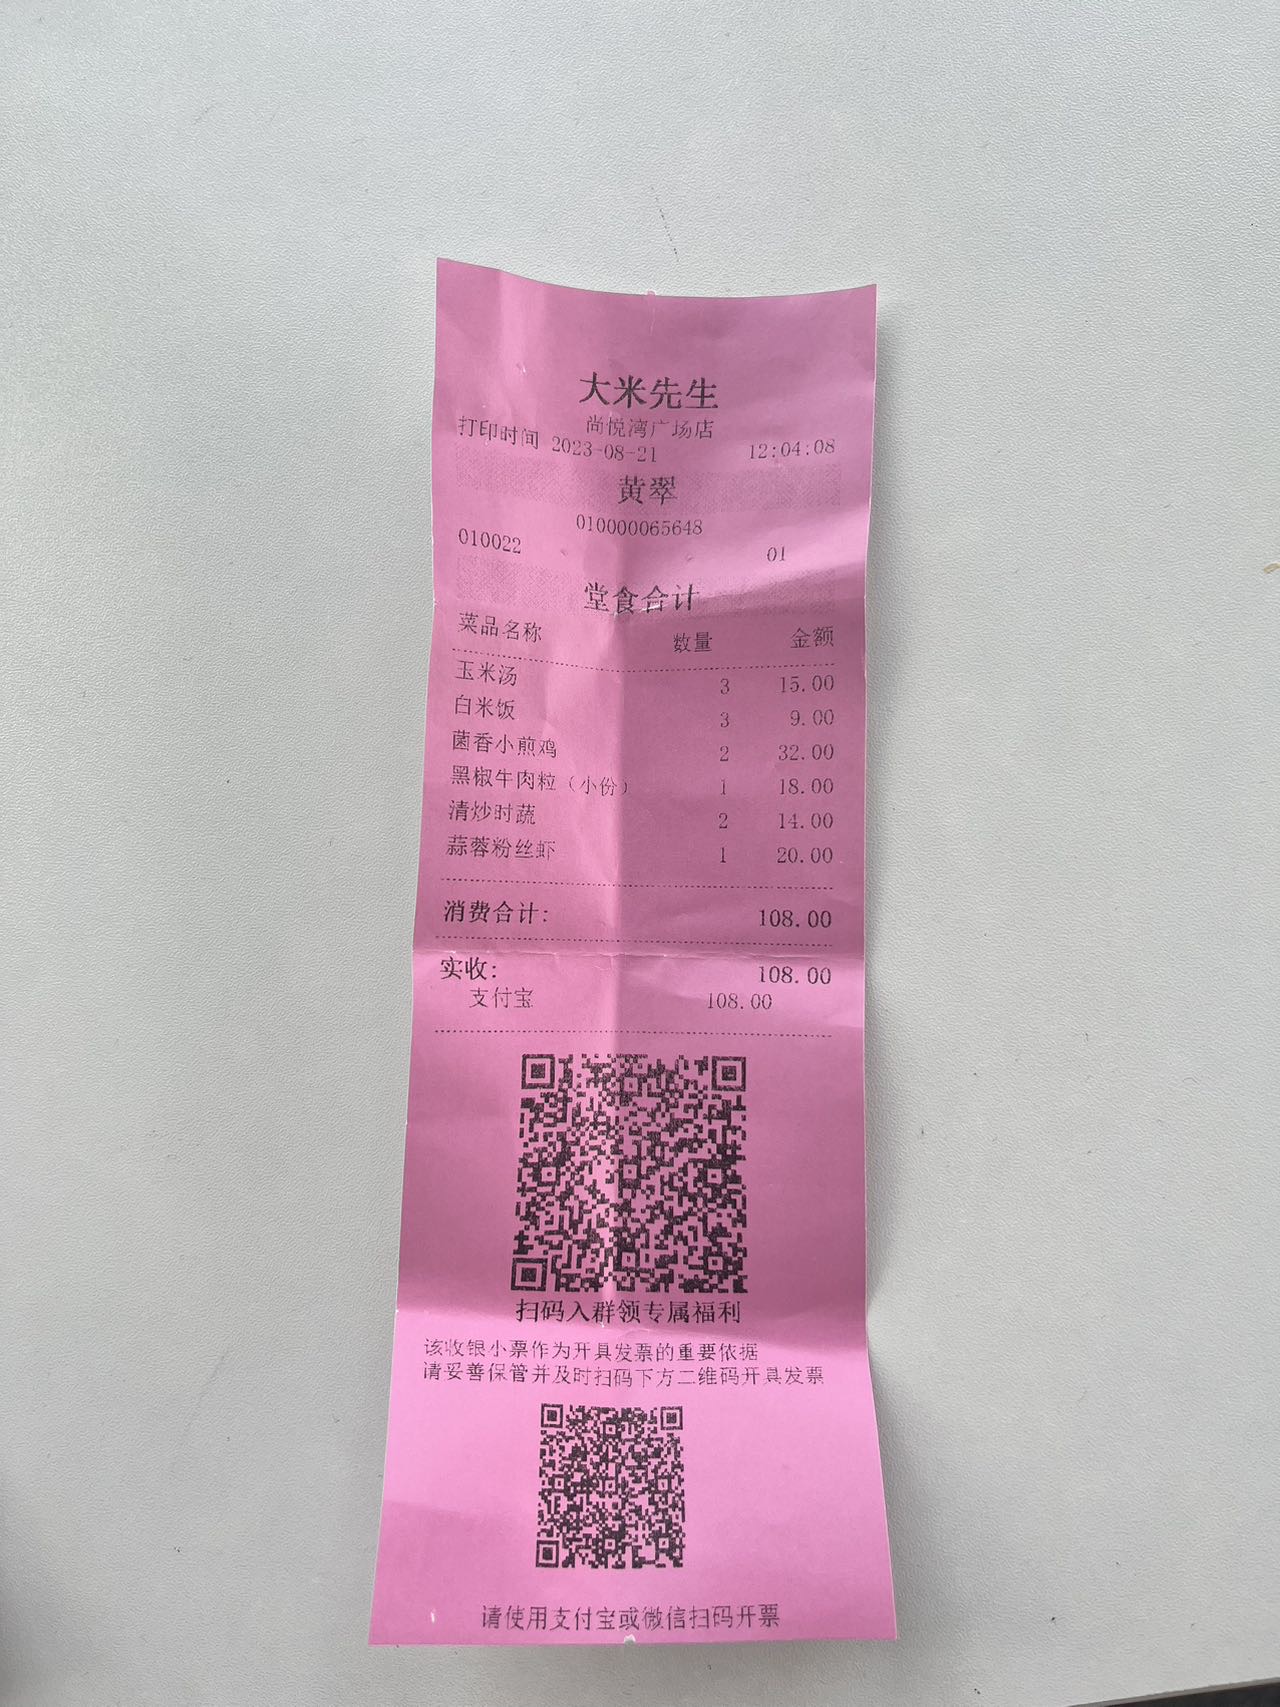 大米先生
尚悦湾广场店
打印时间 2023-08-21 12:04:08
黄翠
010000065648
010022 01
堂食合计
菜品名称 数量 金额
玉米汤 3 15.00
白米饭 3 9.00
菌香小煎鸡 2 32.00
黑椒牛肉粒（小份） 1 18.00
清炒时蔬 2 14.00
蒜蓉粉丝虾 1 20.00
消费合计: 108.00
实收: 108.00
支付宝 108.00
扫码入群领专属福利
该收银小票作为开具发票的重要依据
请妥善保管并及时扫码下方二维码开具发票
请使用支付宝或微信扫码开票